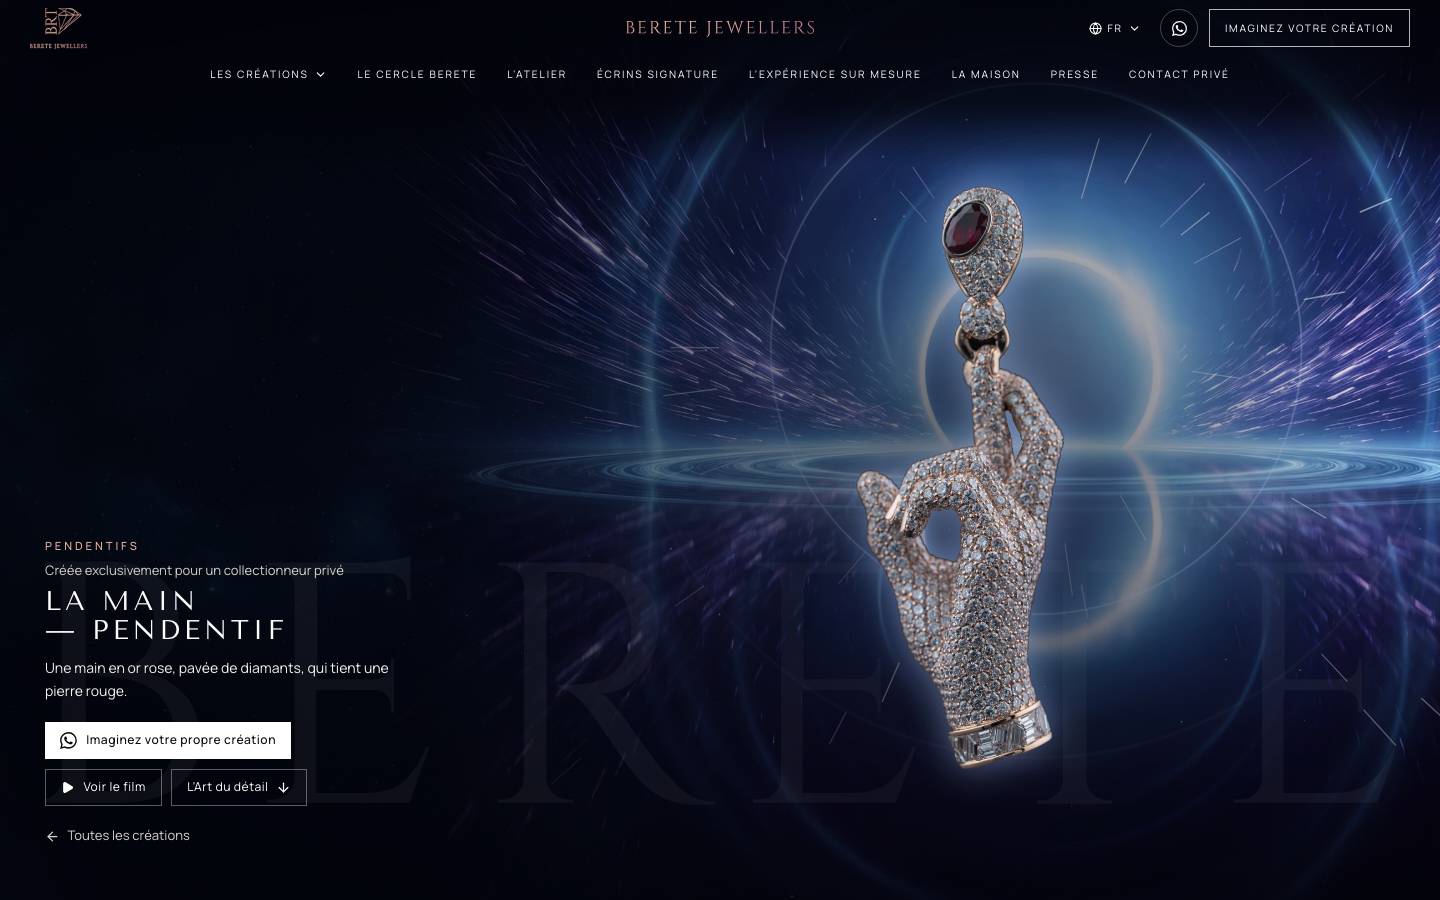 BRT
BERETE JEWELLERS
BERETE JEWELLERS
FR
IMAGINEZ VOTRE CRÉATION
LES CRÉATIONS
LE CERCLE BERETE
L'ATELIER
ÉCRINS SIGNATURE
L'EXPÉRIENCE SUR MESURE
LA MAISON
PRESSE
CONTACT PRIVÉ
PENDENTIFS
Créée exclusivement pour un collectionneur privé
LA MAIN
— PENDENTIF
Une main en or rose, pavée de diamants, qui tient une
pierre rouge.
Imaginez votre propre création
Voir le film
L'Art du détail
Toutes les créations
BERETE